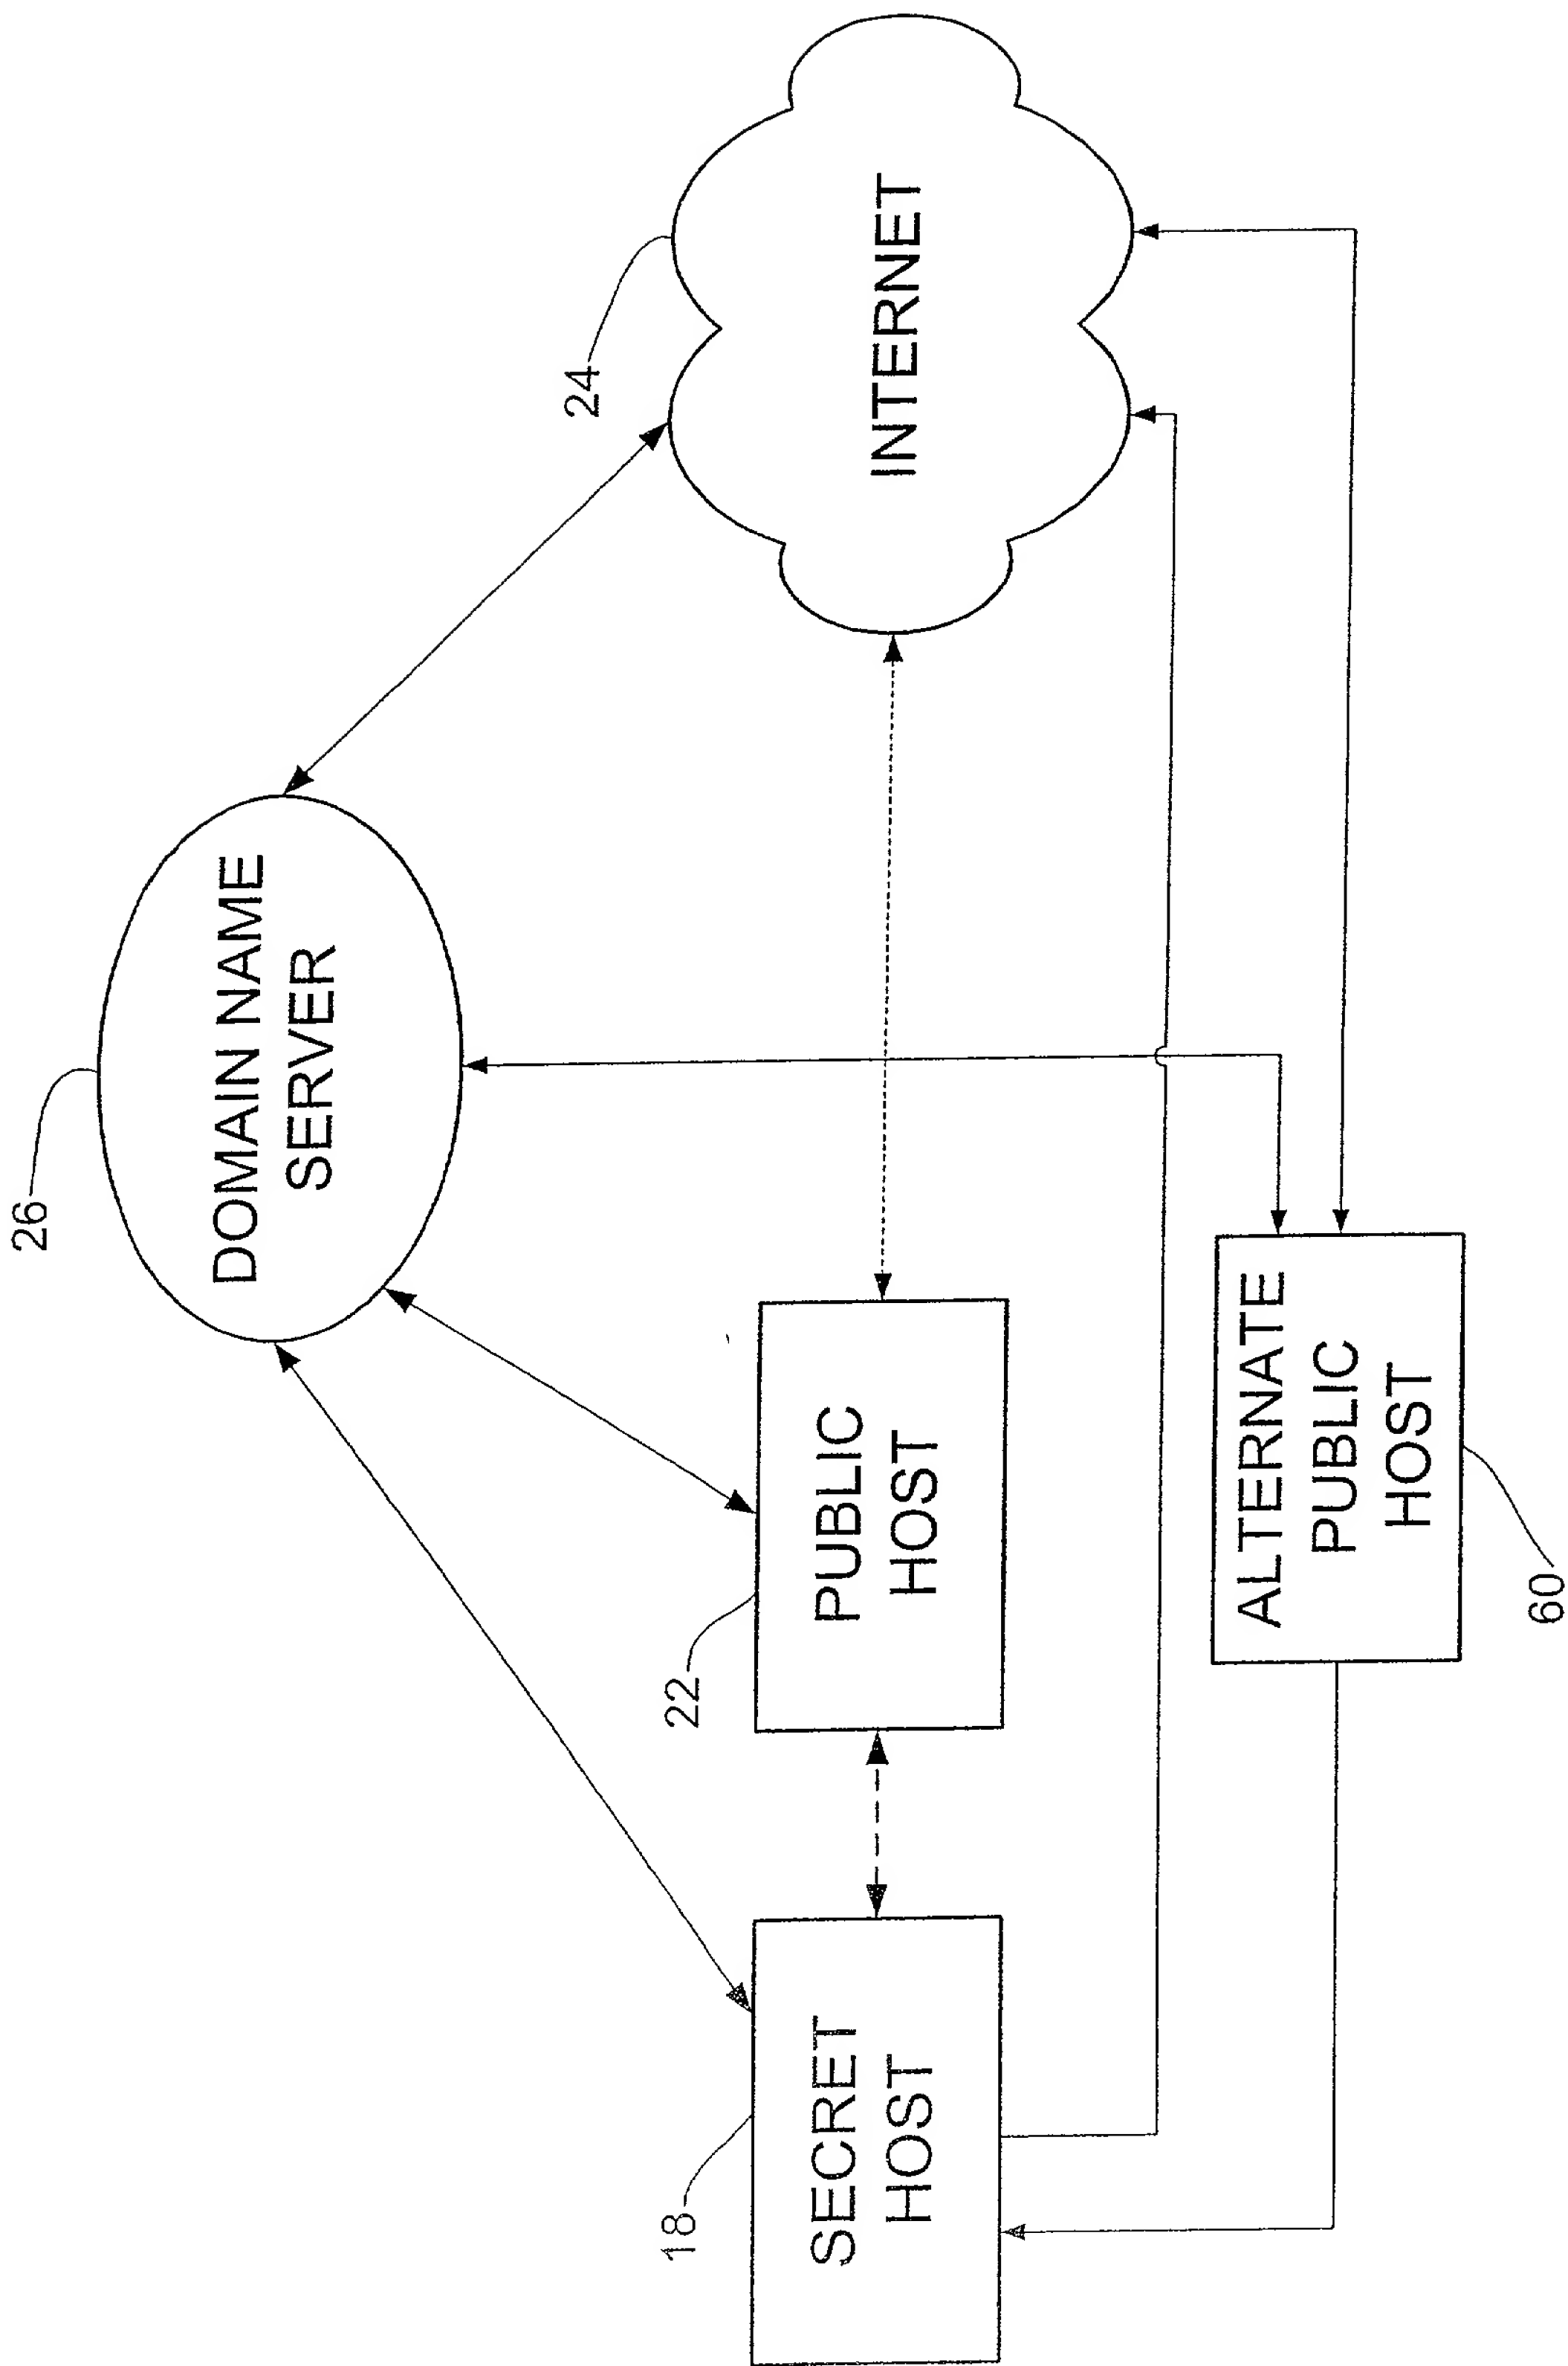 26
DOMAIN NAME
SERVER
24
INTERNET
22
PUBLIC
HOST
18
SECRET
HOST
ALTERNATE
PUBLIC
HOST
60